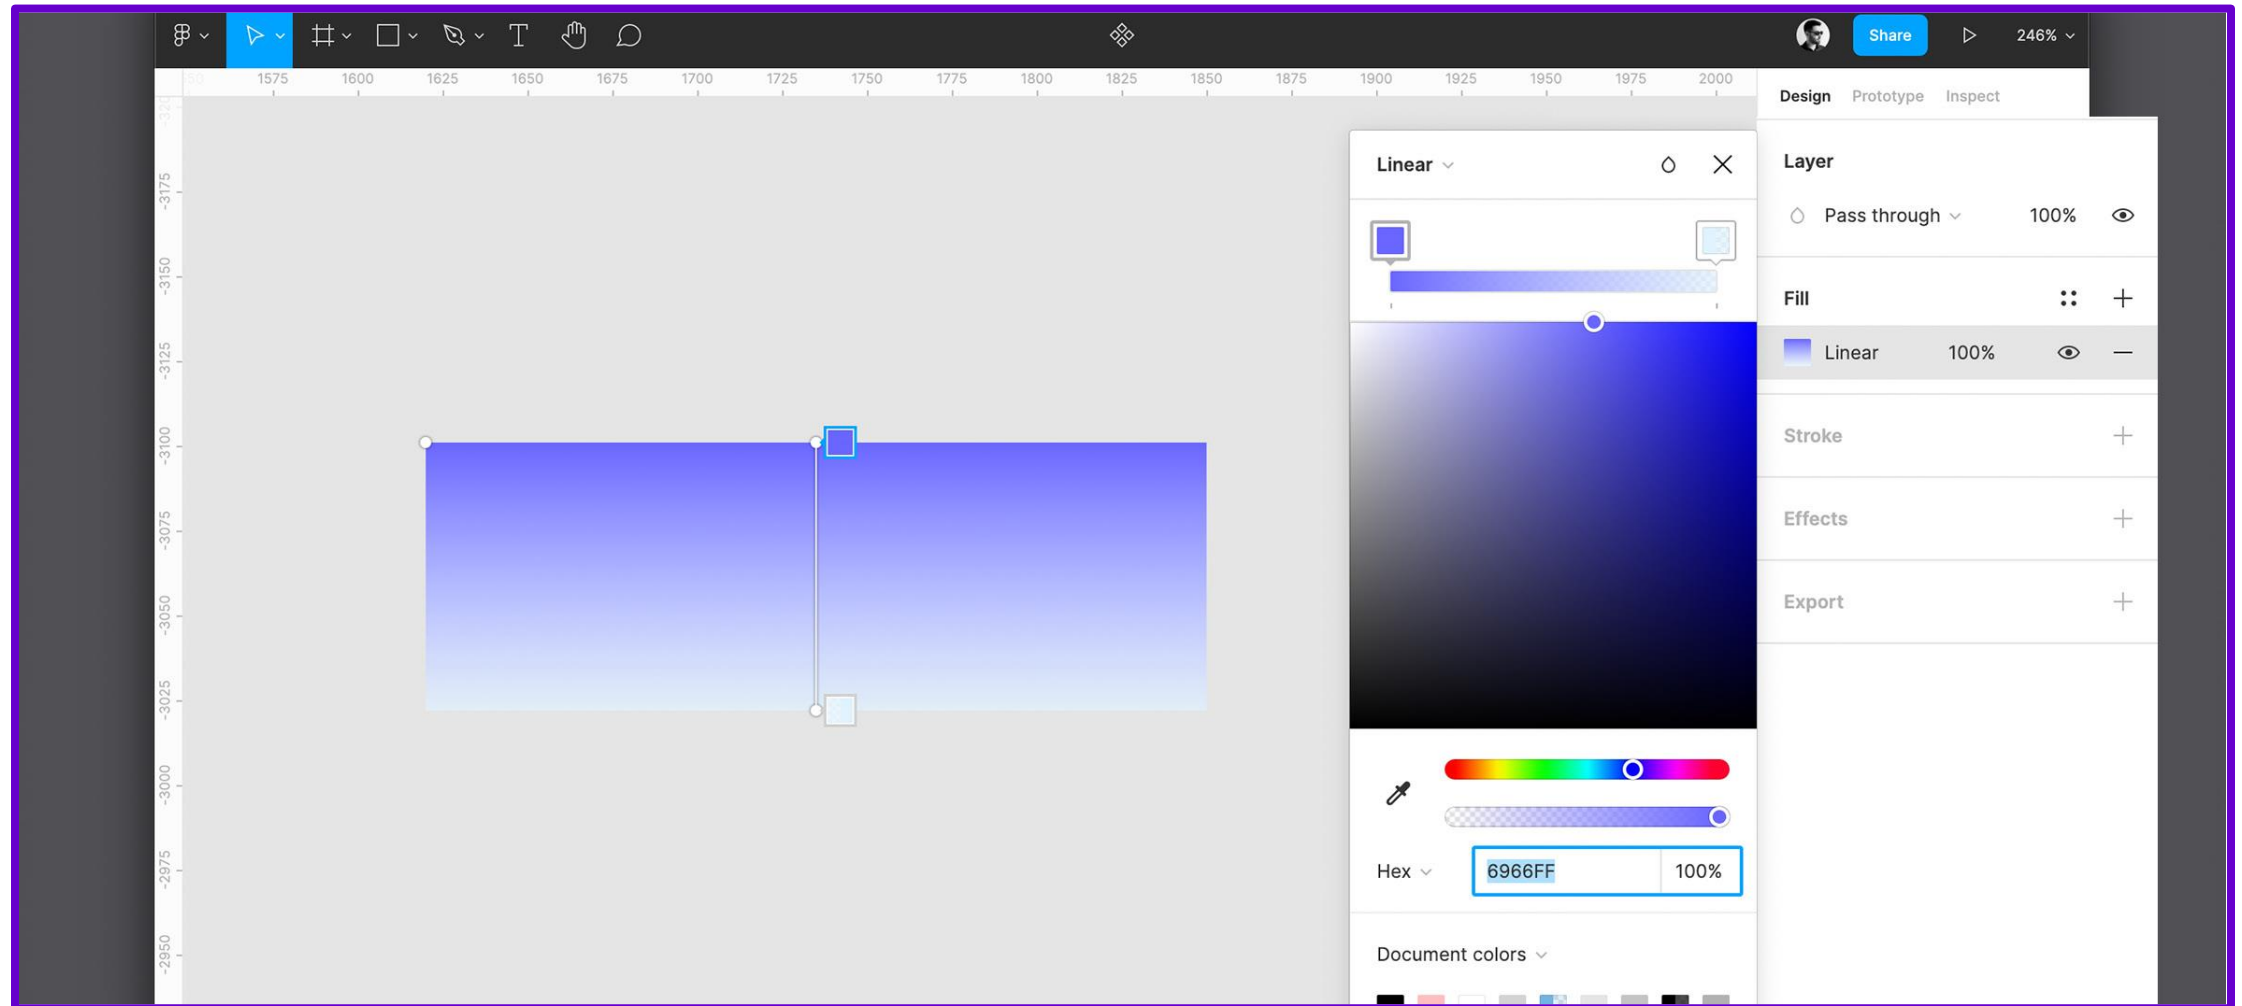 Share
246%
50 1575 1600 1625 1650 1675 1700 1725 1750 1775 1800 1825 1850 1875 1900 1925 1950 1975 2000
Design Prototype Inspect
-3175
-3150
-3125
-3100
-3075
-3050
-3025
-3000
-2975
-2950
Linear
Hex 6966FF 100%
Document colors
Layer
Pass through 100%
Fill
Linear 100%
Stroke
Effects
Export